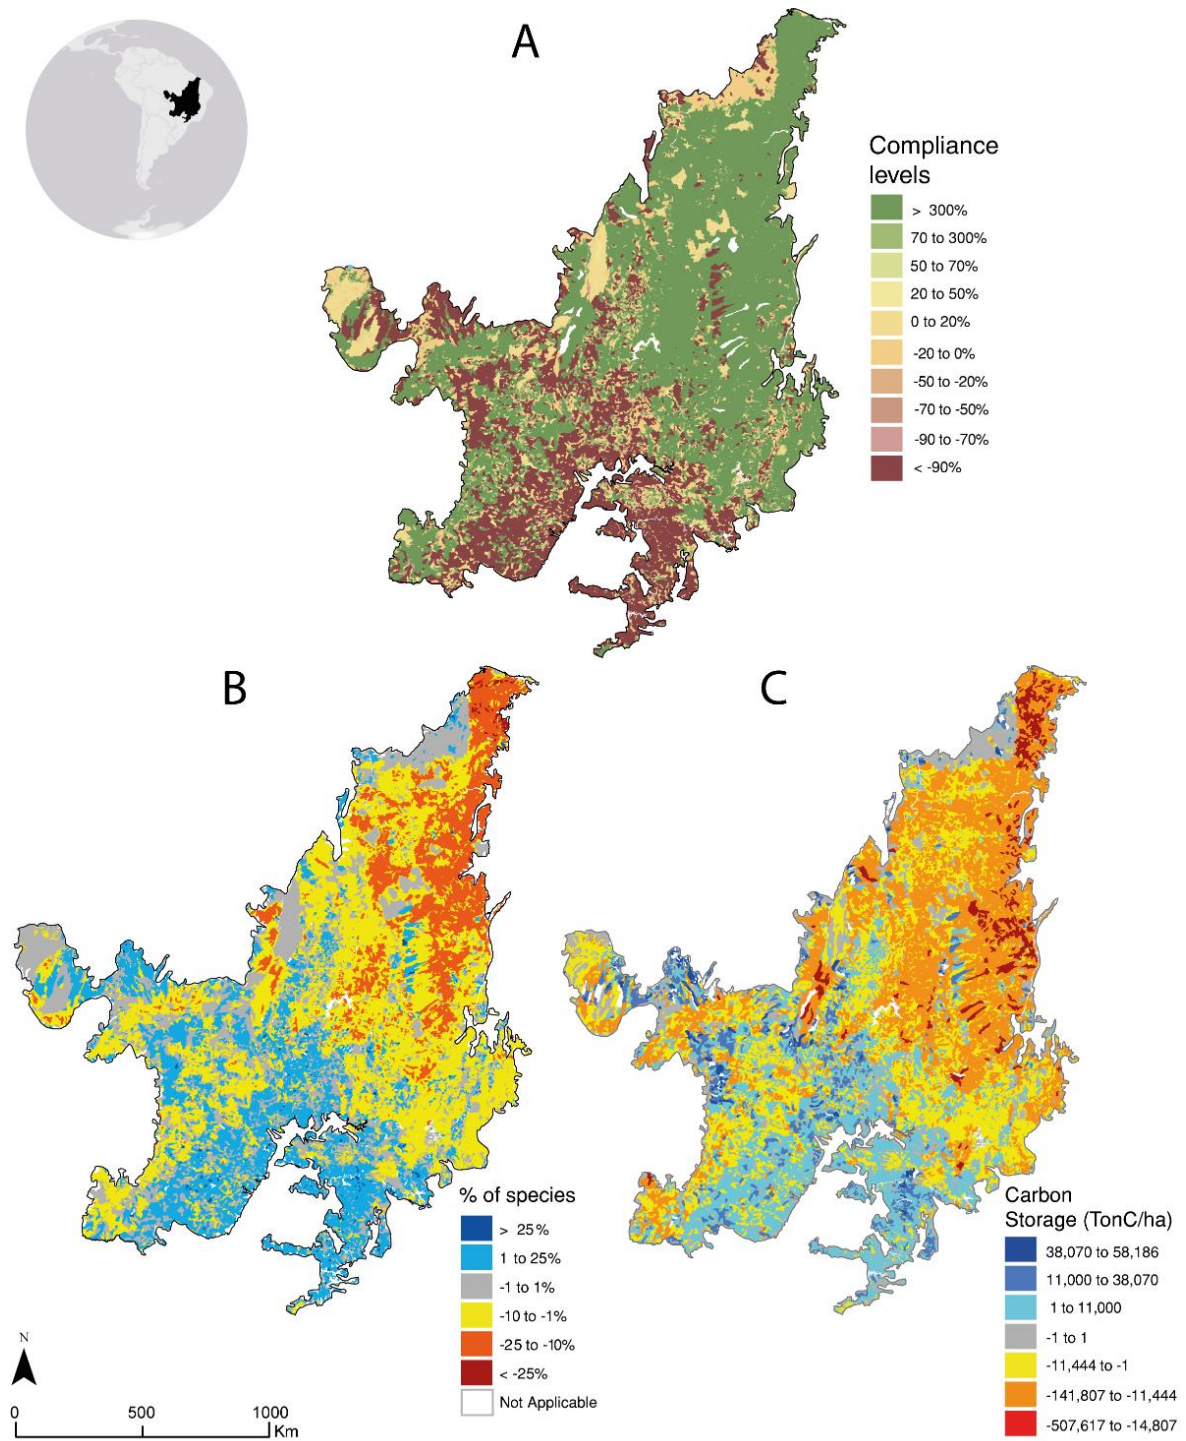 A
Compliance
levels
> 300%
70 to 300%
50 to 70%
20 to 50%
0 to 20%
-20 to 0%
-50 to -20%
-70 to -50%
-90 to -70%
< -90%
B
C
% of species
> 25%
1 to 25%
-1 to 1%
-10 to -1%
-25 to -10%
< -25%
Not Applicable
Carbon
Storage (TonC/ha)
38,070 to 58,186
11,000 to 38,070
1 to 11,000
-1 to 1
-11,444 to -1
-141,807 to -11,444
-507,617 to -14,807
N
0 500 1000
Km